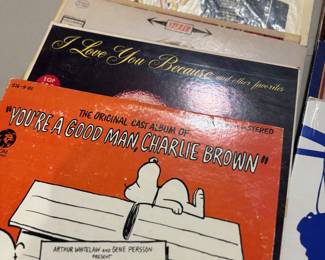 STEREO
I Love You Because and other favorites
TOP
THE ORIGINAL CAST ALBUM OF
"YOU'RE A GOOD MAN, CHARLIE BROWN"
ARTHUR WHITELAW AND GENE PERSSON
PRESENT